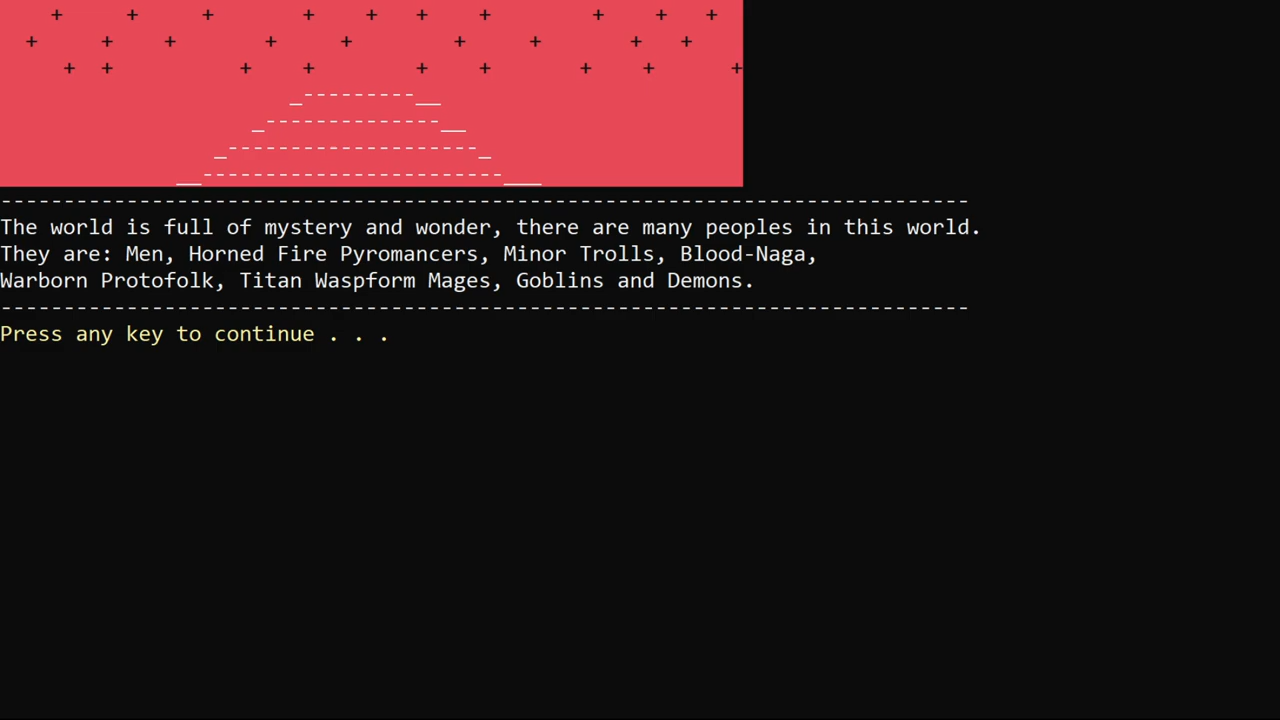 The world is full of mystery and wonder, there are many peoples in this world.
They are: Men, Horned Fire Pyromancers, Minor Trolls, Blood-Naga,
Warborn Protofolk, Titan Waspform Mages, Goblins and Demons.
Press any key to continue . . .